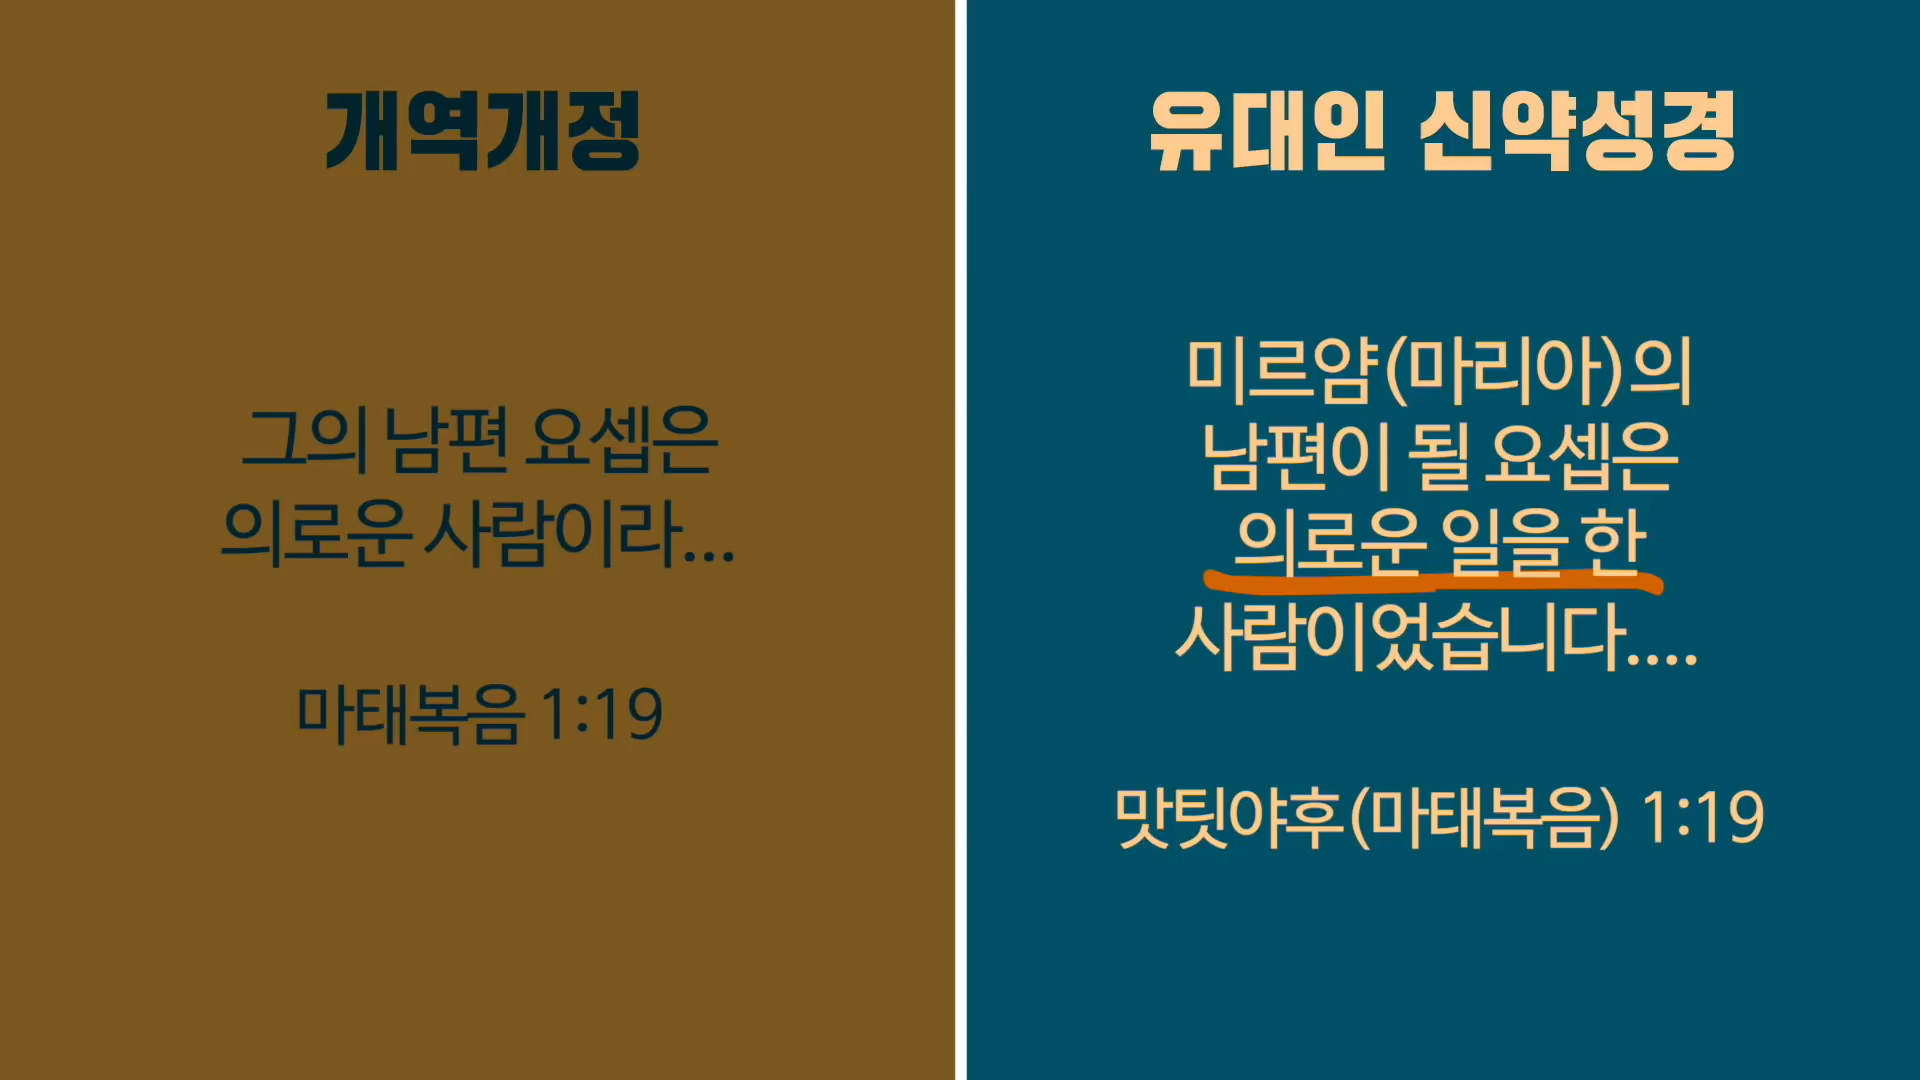 개역개정
그의 남편 요셉은
의로운 사람이라...
마태복음 1:19
유대인 신약성경
미르얌(마리아)의
남편이 될 요셉은
의로운 일을 한
사람이었습니다....
맛팃야후(마태복음) 1:19